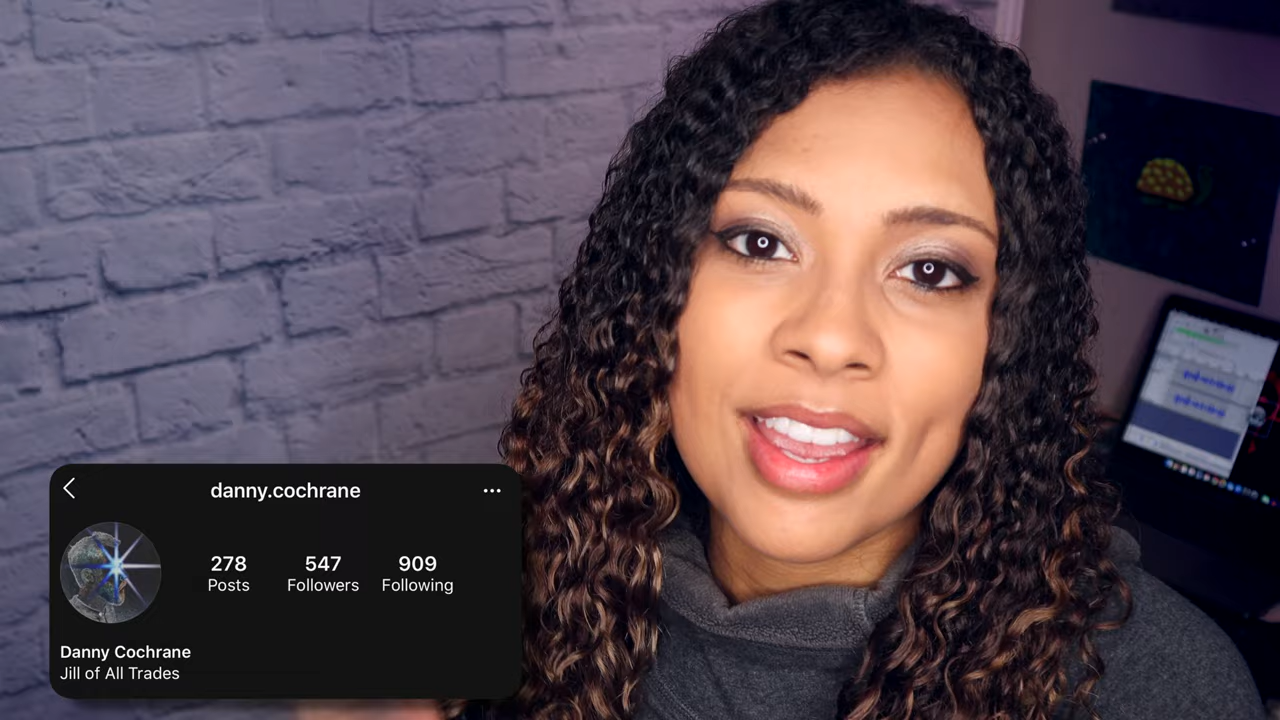 danny.cochrane
278 547 909
Posts Followers Following
Danny Cochrane
Jill of All Trades